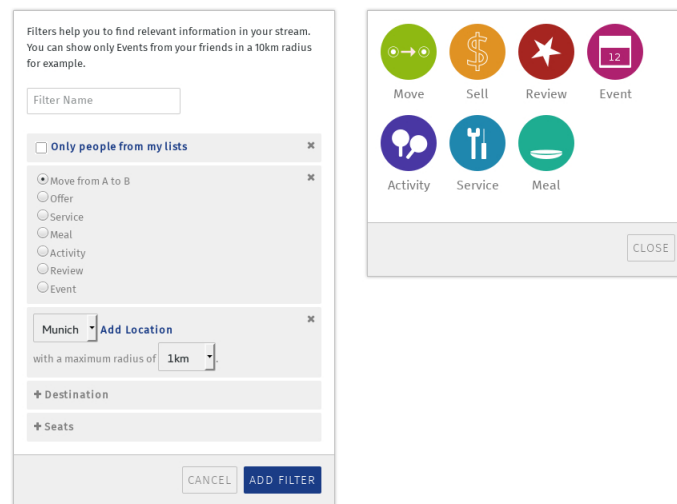 Filters help you to find relevant information in your stream.
You can show only Events from your friends in a 10km radius
for example.
Filter Name
Only people from my lists
Move from A to B
Offer
Service
Meal
Activity
Review
Event
Munich Add Location
with a maximum radius of 1km .
+ Destination
+ Seats
CANCEL ADD FILTER
12
Move Sell Review Event
Activity Service Meal
CLOSE